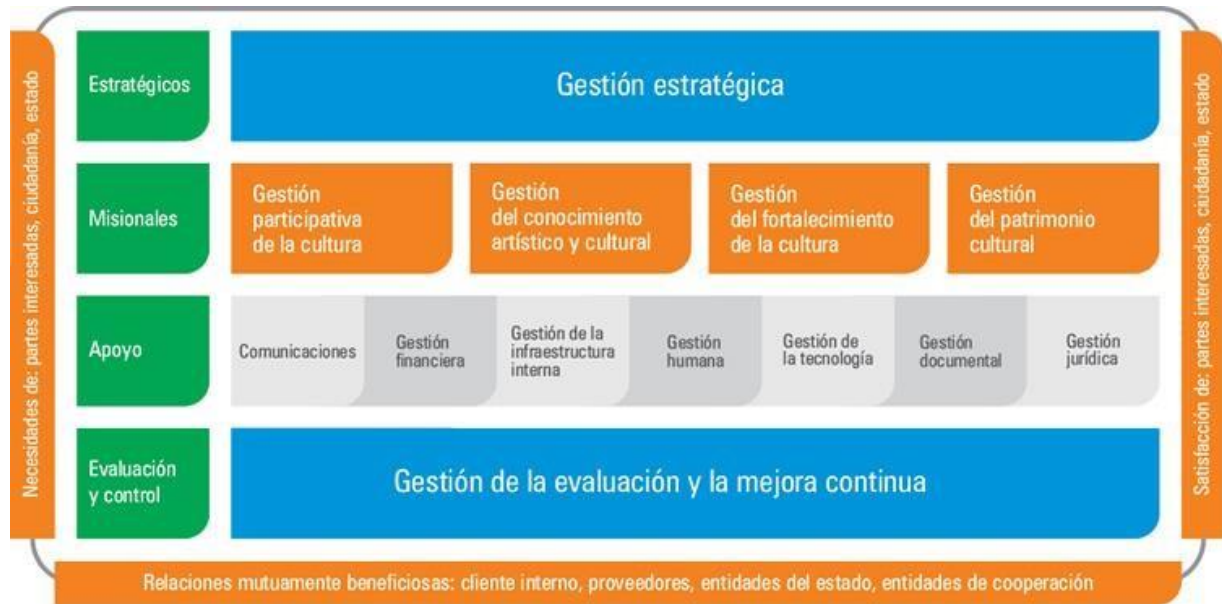 Necesidades de: partes interesadas, ciudadanía, estado
Estratégicos
Gestión estratégica
Misionales
Gestión
participativa
de la cultura
Gestión
del conocimiento
artístico y cultural
Gestión
del fortalecimiento
de la cultura
Gestión
del patrimonio
cultural
Apoyo
Comunicaciones
Gestión
financiera
Gestión de la
infraestructura
interna
Gestión
humana
Gestión de
la tecnología
Gestión
documental
Gestión
jurídica
Evaluación
y control
Gestión de la evaluación y la mejora continua
Satisfacción de: partes interesadas, ciudadanía, estado
Relaciones mutuamente beneficiosas: cliente interno, proveedores, entidades del estado, entidades de cooperación